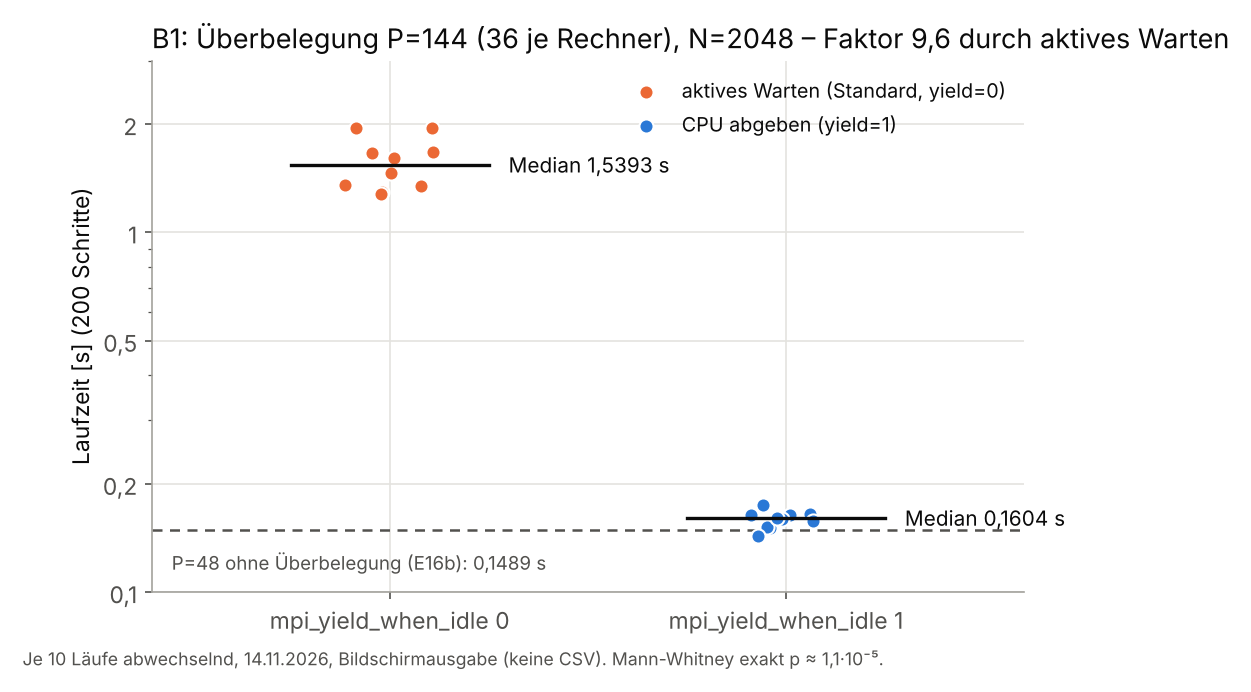 B1: Überbelegung P=144 (36 je Rechner), N=2048 – Faktor 9,6 durch aktives Warten
aktives Warten (Standard, yield=0)
CPU abgeben (yield=1)
2
Median 1,5393 s
1
Laufzeit [s] (200 Schritte)
0,5
0,2
Median 0,1604 s
P=48 ohne Überbelegung (E16b): 0,1489 s
0,1
mpi_yield_when_idle 0
mpi_yield_when_idle 1
Je 10 Läufe abwechselnd, 14.11.2026, Bildschirmausgabe (keine CSV). Mann-Whitney exakt p ≈ 1,1·10⁻⁵.